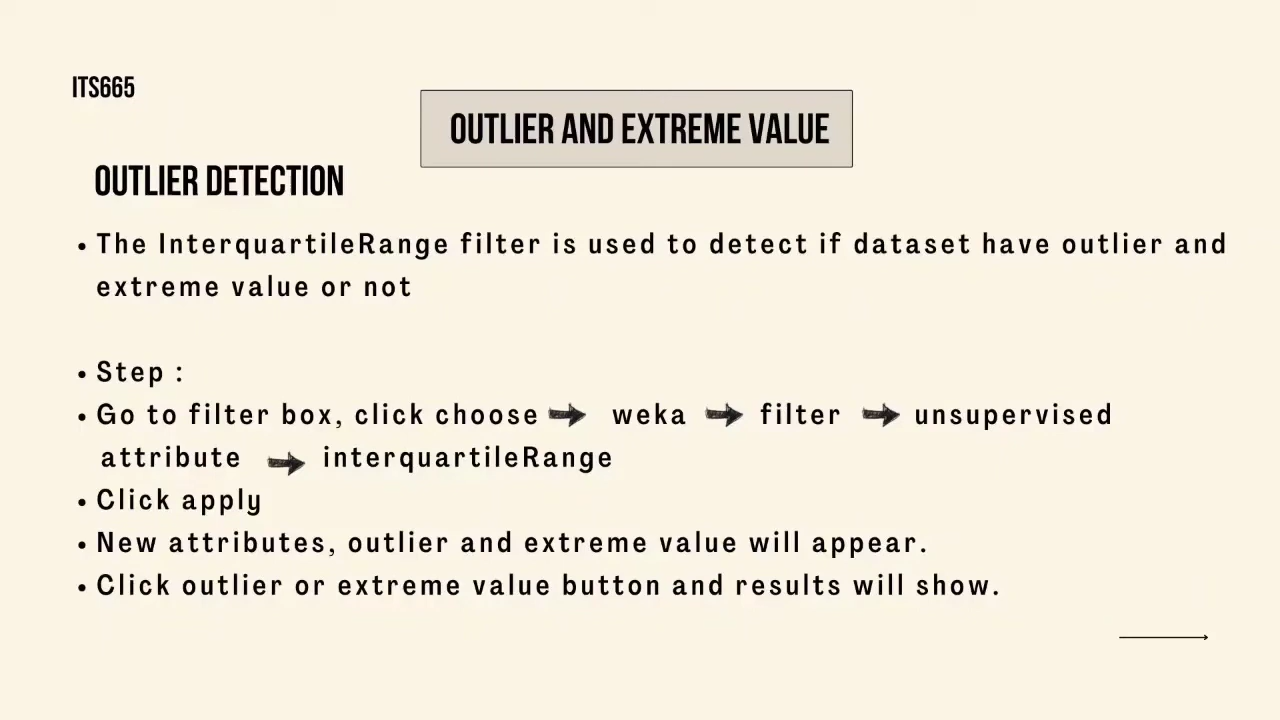 ITS665
OUTLIER AND EXTREME VALUE
OUTLIER DETECTION
• The InterquartileRange filter is used to detect if dataset have outlier and
extreme value or not
• Step :
• Go to filter box, click choose ➡ weka ➡ filter ➡ unsupervised
attribute ➡ interquartileRange
• Click apply
• New attributes, outlier and extreme value will appear.
• Click outlier or extreme value button and results will show.